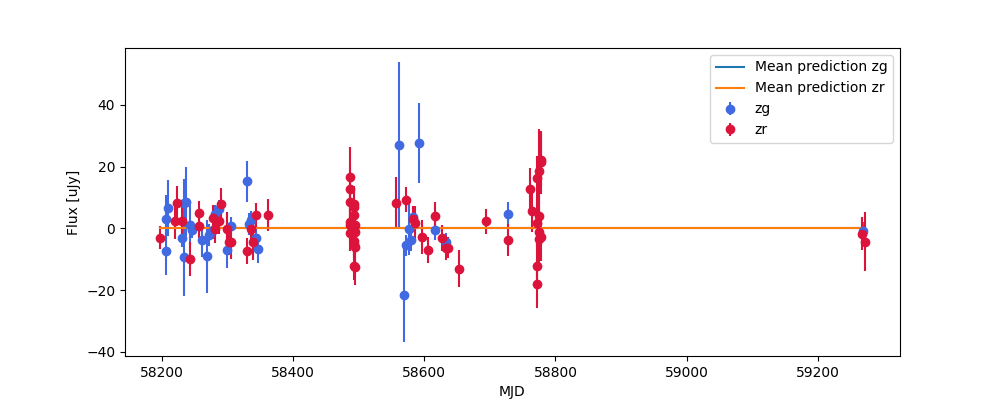 Mean prediction zg
Mean prediction zr
zg
zr
Flux [uJy]
40
20
0
−20
−40
58200
58400
58600
58800
59000
59200
MJD